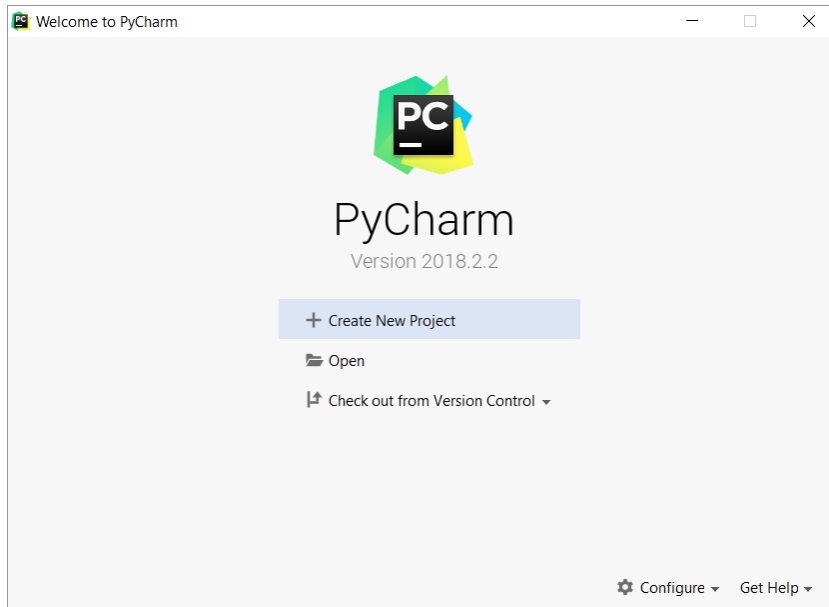 PC Welcome to PyCharm
PC
PyCharm
Version 2018.2.2
Create New Project
Open
Check out from Version Control
Configure Get Help